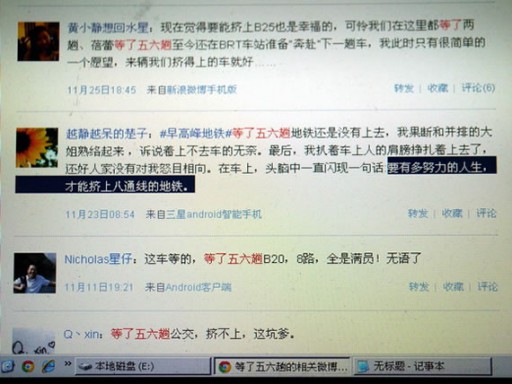 黄小静想回水星：现在觉得要能挤上B25也是幸福的，可怜我们在这里都等了两
趟、蓓蕾等五六趟至今还在BRT车站准备“奔赴”下一趟车，我此时只有很简单的
一个愿望，来辆我们挤得上的车就好……
11月25日18:45 来自新浪微博手机版 转发 | 收藏 | 评论(6)
越静越呆的是子：#早高峰地铁#等了五六趟地铁还是没有上去，我果断和并排的大
姐熟络起来，诉说着上不去车的无奈。最后，我扒着车上人的肩膀挣扎着上去了，
还好人家没有对我怒目相向。在车上，头脑中一直闪现一句话 要有多努力的人生，
才能挤上八通线的地铁。
11月23日08:54 来自三星android智能手机 转发 | 收藏 | 评论
Nicholas星仔：这车等的，等了五六趟B20，8路，全是满员！无语了
11月11日19:21 来自Android客户端 转发 | 收藏 | 评论
Q丶xin：等了五六趟公交，挤不上，这坑爹。
本地磁盘 (E:) 等了五六趟的相关微博... 无标题 - 记事本